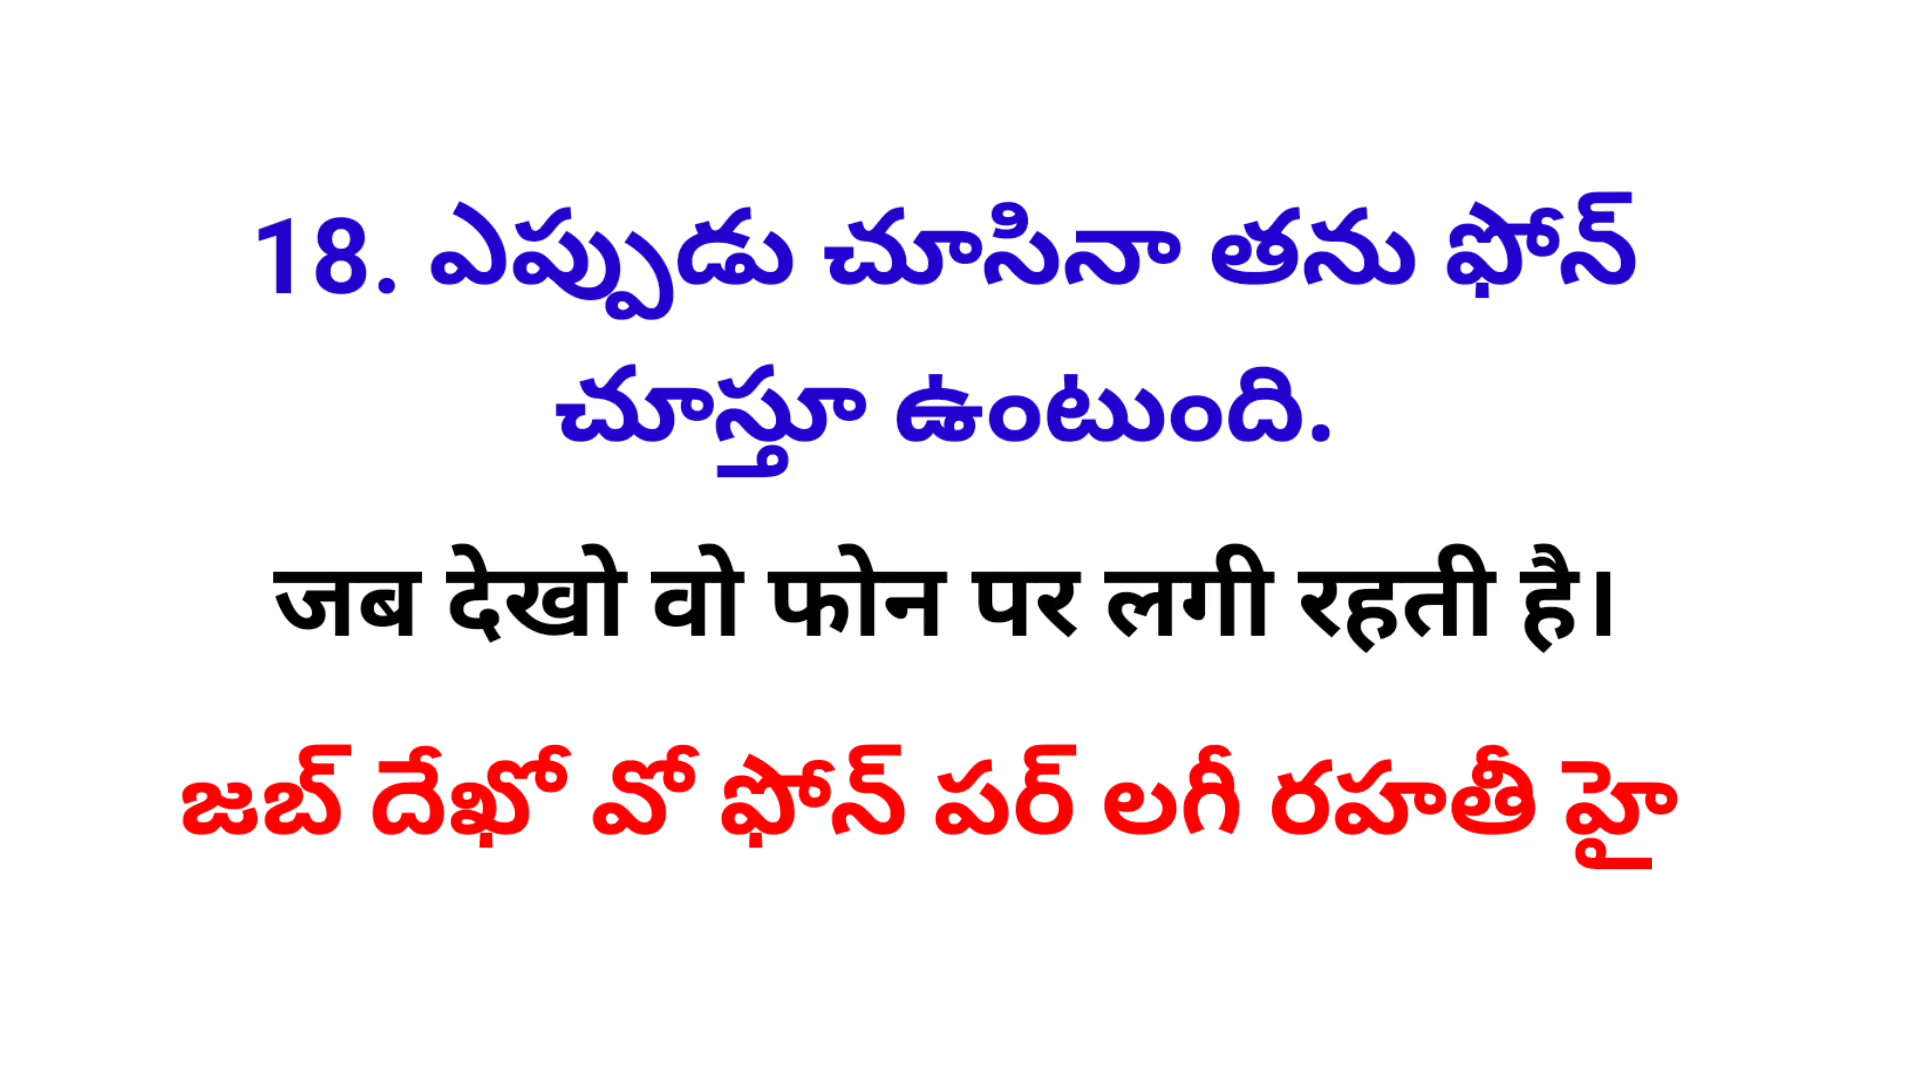 18. ఎప్పుడు చూసినా తను ఫోన్
చూస్తూ ఉంటుంది.
जब देखो वो फोन पर लगी रहती है।
జబ్ దేఖో వో ఫోన్ పర్ లగీ రహతీ హై